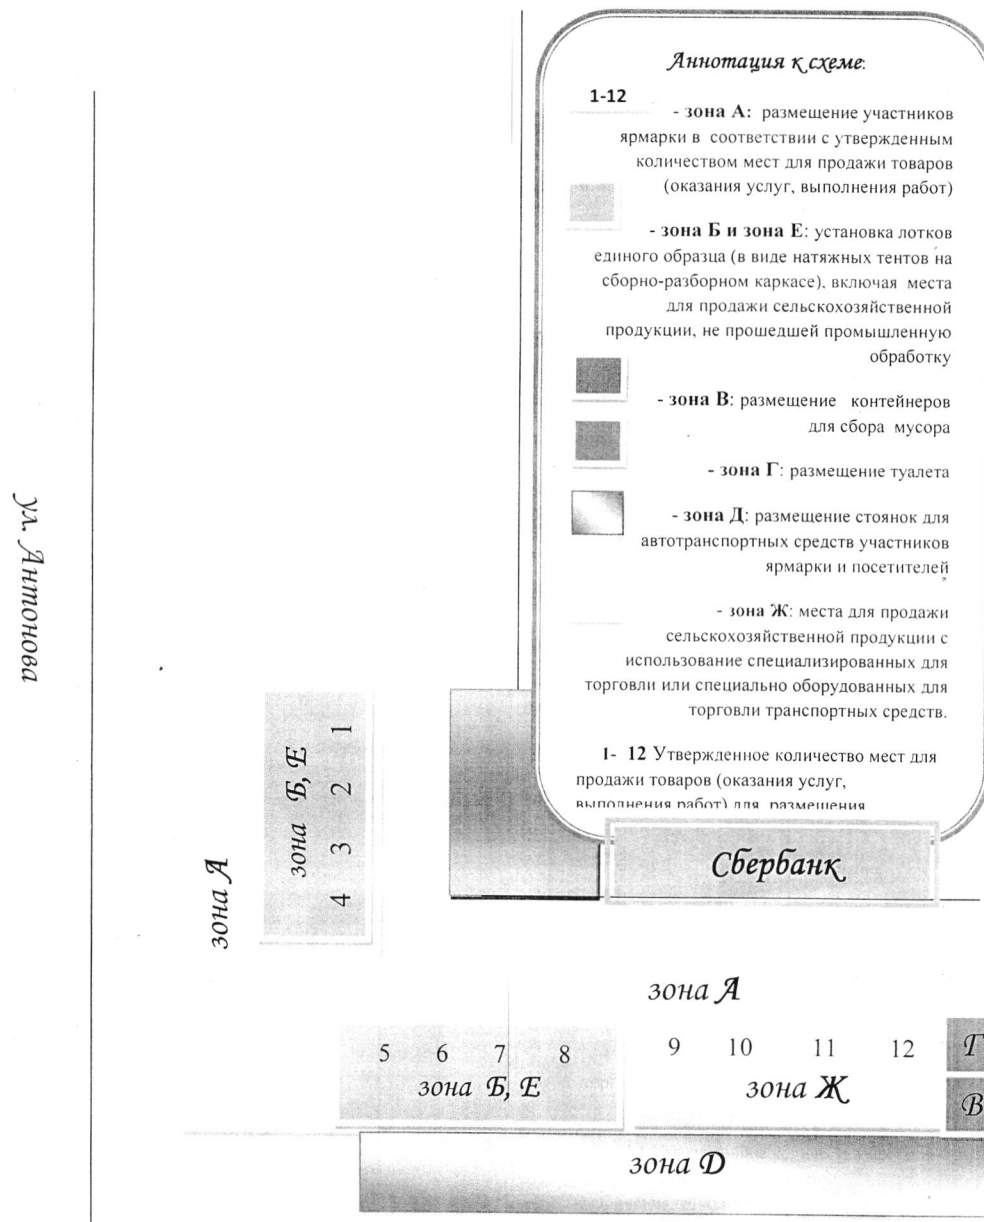 Аннотация к схеме:
1-12
- зона А: размещение участников
ярмарки в соответствии с утвержденным
количеством мест для продажи товаров
(оказания услуг, выполнения работ)
- зона Б и зона Е: установка лотков
единого образца (в виде натяжных тентов на
сборно-разборном каркасе), включая места
для продажи сельскохозяйственной
продукции, не прошедшей промышленную
обработку
- зона В: размещение контейнеров
для сбора мусора
- зона Г: размещение туалета
- зона Д: размещение стоянок для
автотранспортных средств участников
ярмарки и посетителей
- зона Ж: места для продажи
сельскохозяйственной продукции с
использование специализированных для
торговли или специально оборудованных для
торговли транспортных средств.
1- 12 Утвержденное количество мест для
продажи товаров (оказания услуг,
выполнения работ) для размещения
Сбербанк
ул. Антонова
зона А
зона Б, Е
4 3 2 1
зона А
5 6 7 8
зона Б, Е
9 10 11 12
зона Ж
Г
В
зона D